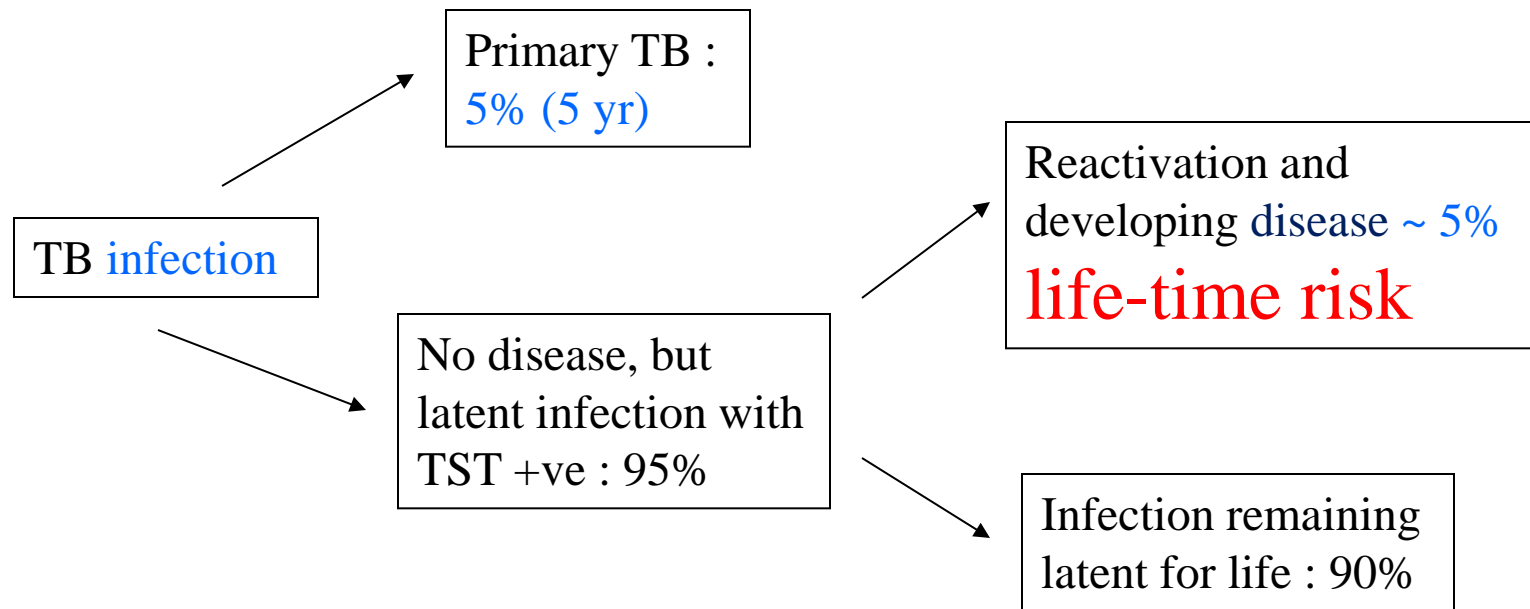 Primary TB :
5% (5 yr)
TB infection
No disease, but
latent infection with
TST +ve : 95%
Reactivation and
developing disease ~ 5%
life-time risk
Infection remaining
latent for life : 90%